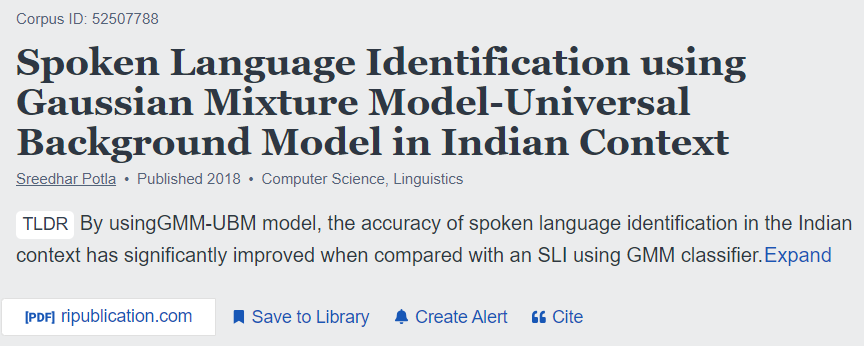 Corpus ID: 52507788
Spoken Language Identification using
Gaussian Mixture Model-Universal
Background Model in Indian Context
Sreedhar Potla • Published 2018 • Computer Science, Linguistics
TLDR By usingGMM-UBM model, the accuracy of spoken language identification in the Indian
context has significantly improved when compared with an SLI using GMM classifier.Expand
[PDF] ripublication.com Save to Library Create Alert Cite